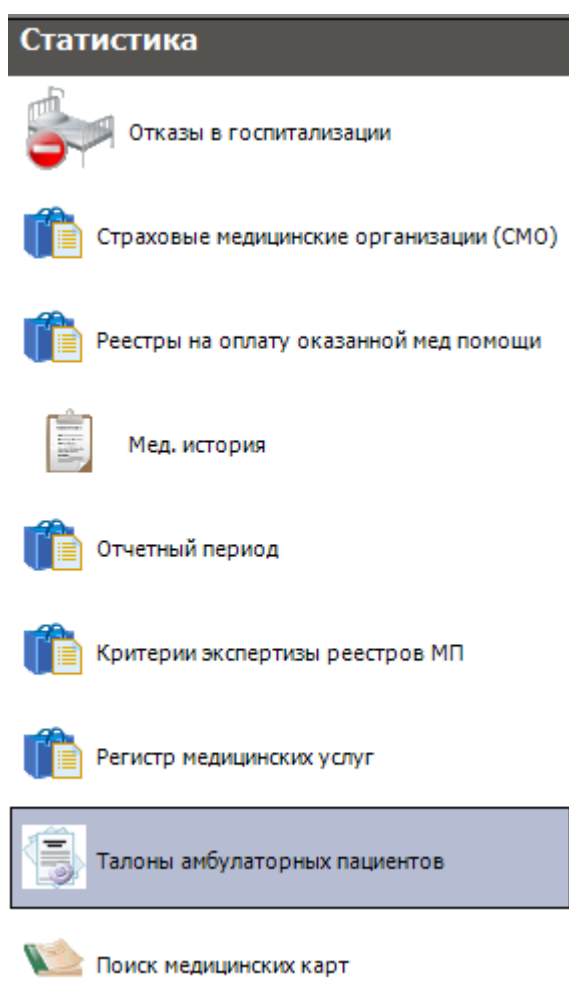 Статистика
Отказы в госпитализации
Страховые медицинские организации (СМО)
Реестры на оплату оказанной мед помощи
Мед. история
Отчетный период
Критерии экспертизы реестров МП
Регистр медицинских услуг
Талоны амбулаторных пациентов
Поиск медицинских карт